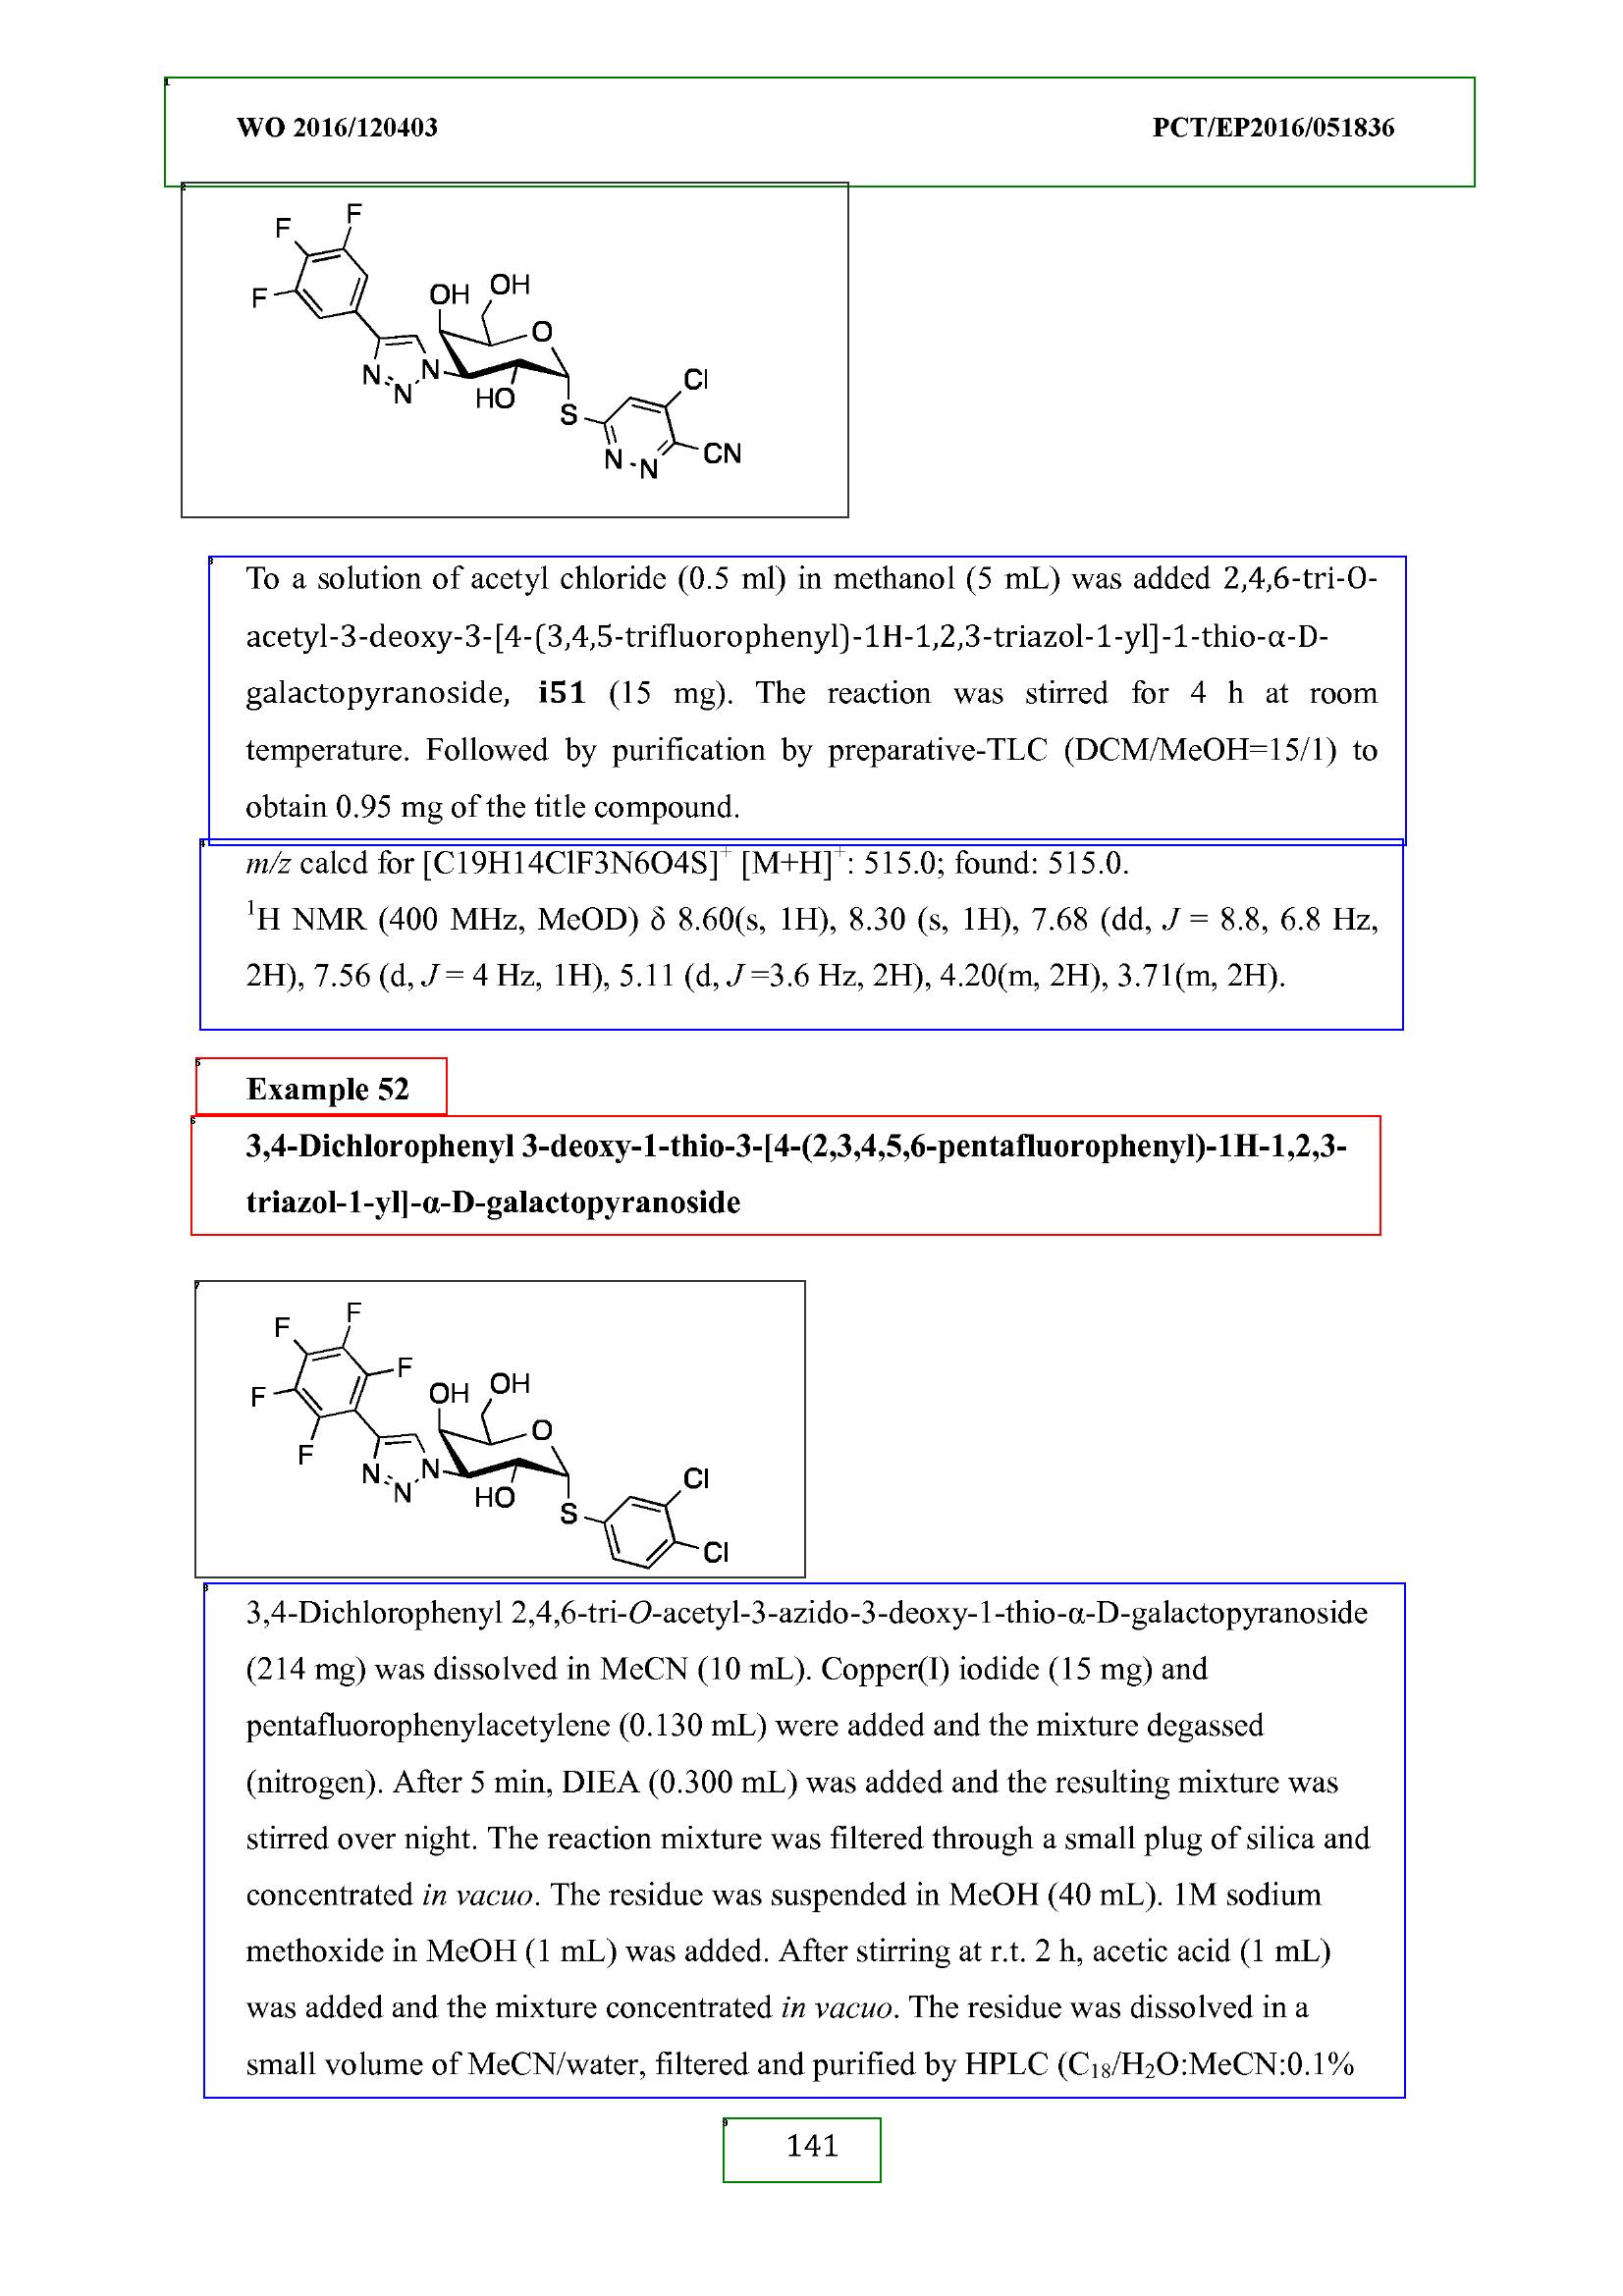 WO 2016/120403 PCT/EP2016/051836
F F
F
OH OH
O
N N N
HO
S
Cl
N N
CN
To a solution of acetyl chloride (0.5 ml) in methanol (5 mL) was added 2,4,6-tri-O-
acetyl-3-deoxy-3-[4-(3,4,5-trifluorophenyl)-1H-1,2,3-triazol-1-yl]-1-thio-α-D-
galactopyranoside, i51 (15 mg). The reaction was stirred for 4 h at room
temperature. Followed by purification by preparative-TLC (DCM/MeOH=15/1) to
obtain 0.95 mg of the title compound.
m/z calcd for [C19H14ClF3N6O4S]⁺ [M+H]⁺: 515.0; found: 515.0.
¹H NMR (400 MHz, MeOD) δ 8.60(s, 1H), 8.30 (s, 1H), 7.68 (dd, J = 8.8, 6.8 Hz,
2H), 7.56 (d, J = 4 Hz, 1H), 5.11 (d, J =3.6 Hz, 2H), 4.20(m, 2H), 3.71(m, 2H).
Example 52
3,4-Dichlorophenyl 3-deoxy-1-thio-3-[4-(2,3,4,5,6-pentafluorophenyl)-1H-1,2,3-
triazol-1-yl]-α-D-galactopyranoside
F F
F
F
F
OH OH
O
N N N
HO
S
Cl
Cl
3,4-Dichlorophenyl 2,4,6-tri-O-acetyl-3-azido-3-deoxy-1-thio-α-D-galactopyranoside
(214 mg) was dissolved in MeCN (10 mL). Copper(I) iodide (15 mg) and
pentafluorophenylacetylene (0.130 mL) were added and the mixture degassed
(nitrogen). After 5 min, DIEA (0.300 mL) was added and the resulting mixture was
stirred over night. The reaction mixture was filtered through a small plug of silica and
concentrated in vacuo. The residue was suspended in MeOH (40 mL). 1M sodium
methoxide in MeOH (1 mL) was added. After stirring at r.t. 2 h, acetic acid (1 mL)
was added and the mixture concentrated in vacuo. The residue was dissolved in a
small volume of MeCN/water, filtered and purified by HPLC (C₁₈/H₂O:MeCN:0.1%
141